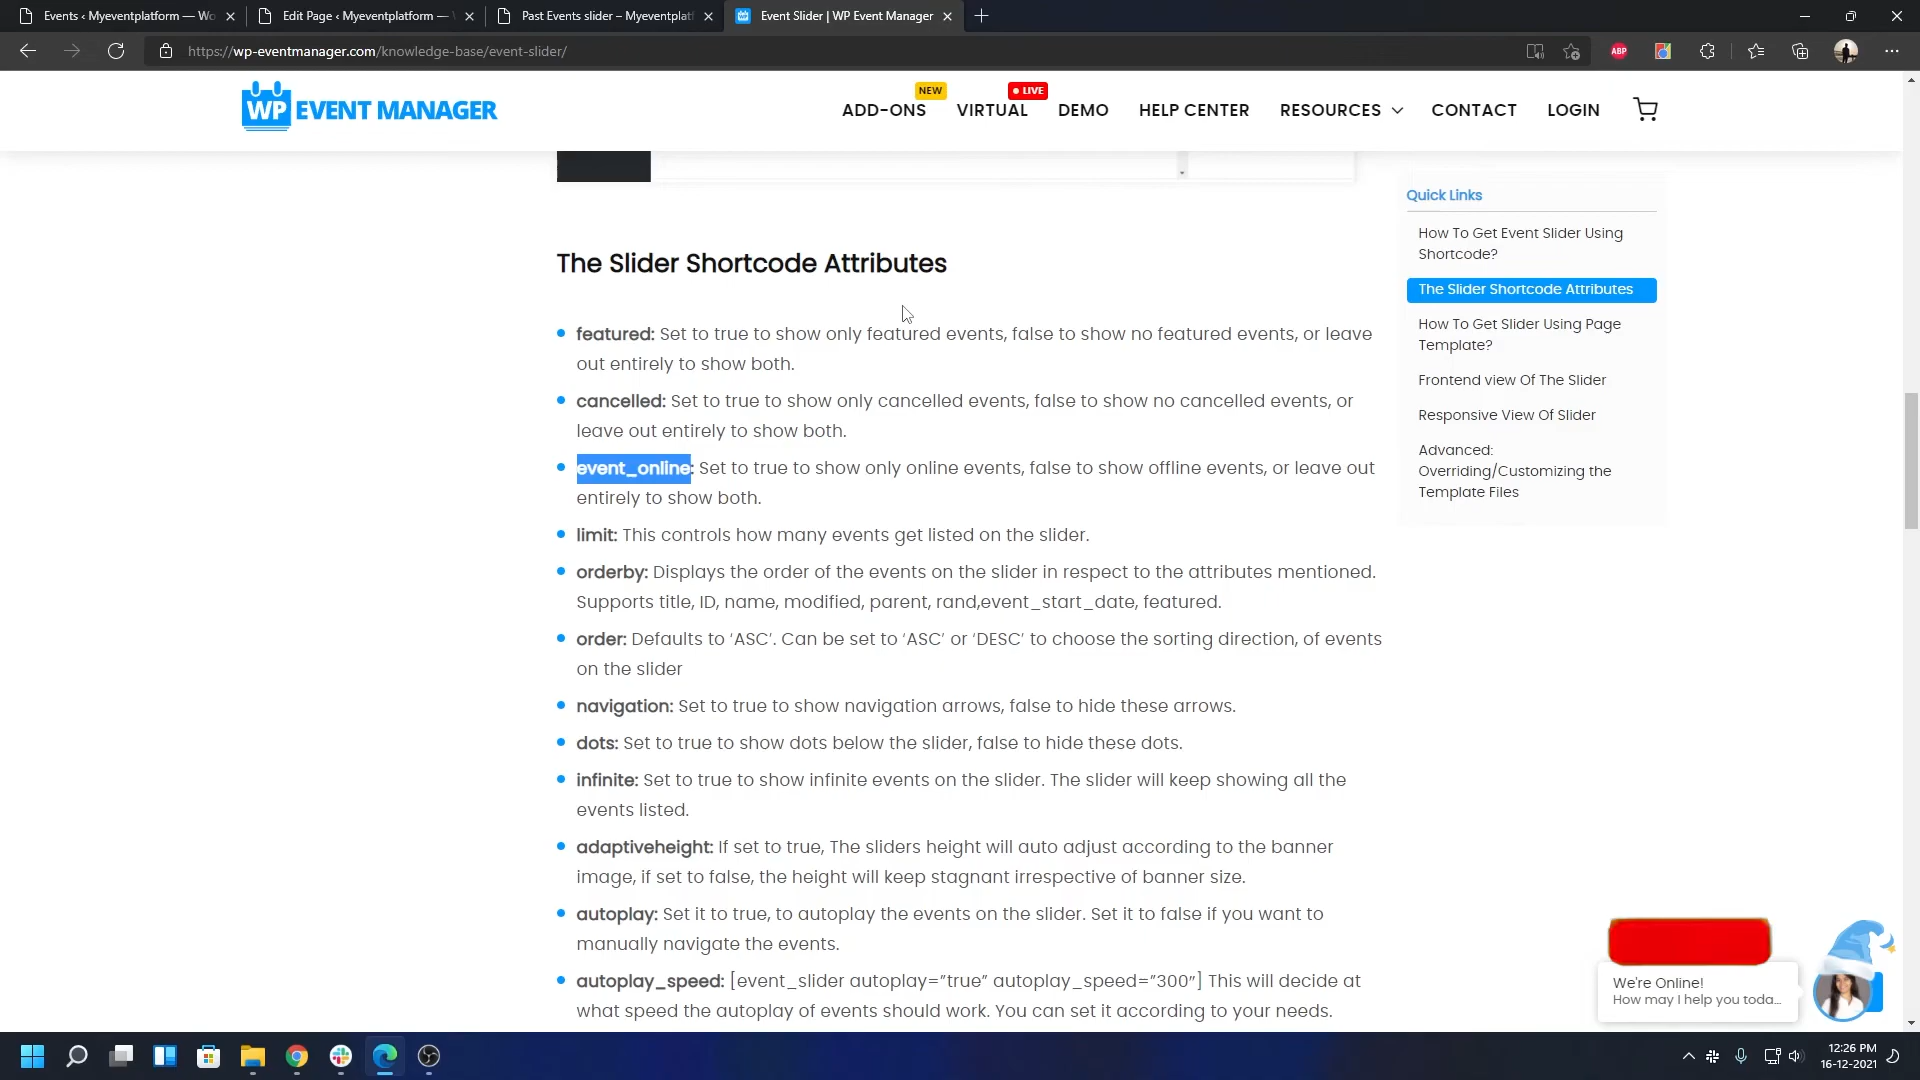 Events ‹ Myeventplatform — Wo
Edit Page ‹ Myeventplatform —
Past Events slider – Myeventplat
Event Slider | WP Event Manager
https://wp-eventmanager.com/knowledge-base/event-slider/
ABP
WP EVENT MANAGER
NEW
LIVE
ADD-ONS
VIRTUAL
DEMO
HELP CENTER
RESOURCES
CONTACT
LOGIN
The Slider Shortcode Attributes
featured: Set to true to show only featured events, false to show no featured events, or leave
out entirely to show both.
cancelled: Set to true to show only cancelled events, false to show no cancelled events, or
leave out entirely to show both.
event_online: Set to true to show only online events, false to show offline events, or leave out
entirely to show both.
limit: This controls how many events get listed on the slider.
orderby: Displays the order of the events on the slider in respect to the attributes mentioned.
Supports title, ID, name, modified, parent, rand,event_start_date, featured.
order: Defaults to ‘ASC’. Can be set to ‘ASC’ or ‘DESC’ to choose the sorting direction, of events
on the slider
navigation: Set to true to show navigation arrows, false to hide these arrows.
dots: Set to true to show dots below the slider, false to hide these dots.
infinite: Set to true to show infinite events on the slider. The slider will keep showing all the
events listed.
adaptiveheight: If set to true, The sliders height will auto adjust according to the banner
image, if set to false, the height will keep stagnant irrespective of banner size.
autoplay: Set it to true, to autoplay the events on the slider. Set it to false if you want to
manually navigate the events.
autoplay_speed: [event_slider autoplay=”true” autoplay_speed=”300″] This will decide at
what speed the autoplay of events should work. You can set it according to your needs.
Quick Links
How To Get Event Slider Using
Shortcode?
The Slider Shortcode Attributes
How To Get Slider Using Page
Template?
Frontend view Of The Slider
Responsive View Of Slider
Advanced:
Overriding/Customizing the
Template Files
We're Online!
How may I help you toda...
12:26 PM
16-12-2021